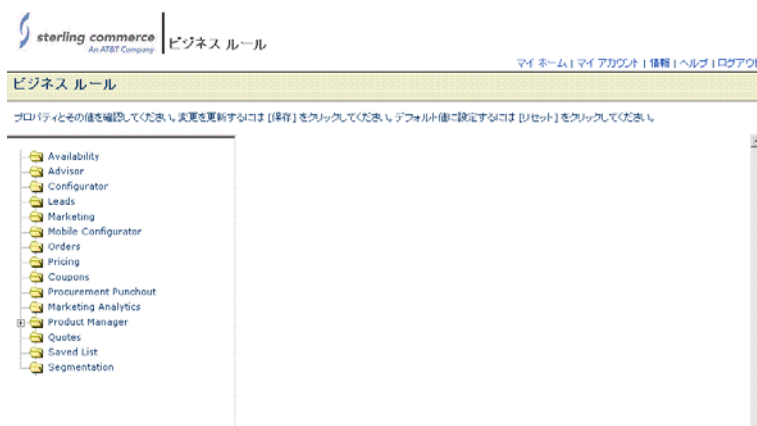 sterling commerce
An AT&T Company
ビジネス ルール
マイ ホーム | マイ アカウント | 情報 | ヘルプ | ログアウト
ビジネス ルール
プロパティとその値を確認してください。変更を更新するには [保存] をクリックしてください。デフォルト値に設定するには [リセット] をクリックしてください。
Availability
Advisor
Configurator
Leads
Marketing
Mobile Configurator
Orders
Pricing
Coupons
Procurement Punchout
Marketing Analytics
Product Manager
Quotes
Saved List
Segmentation